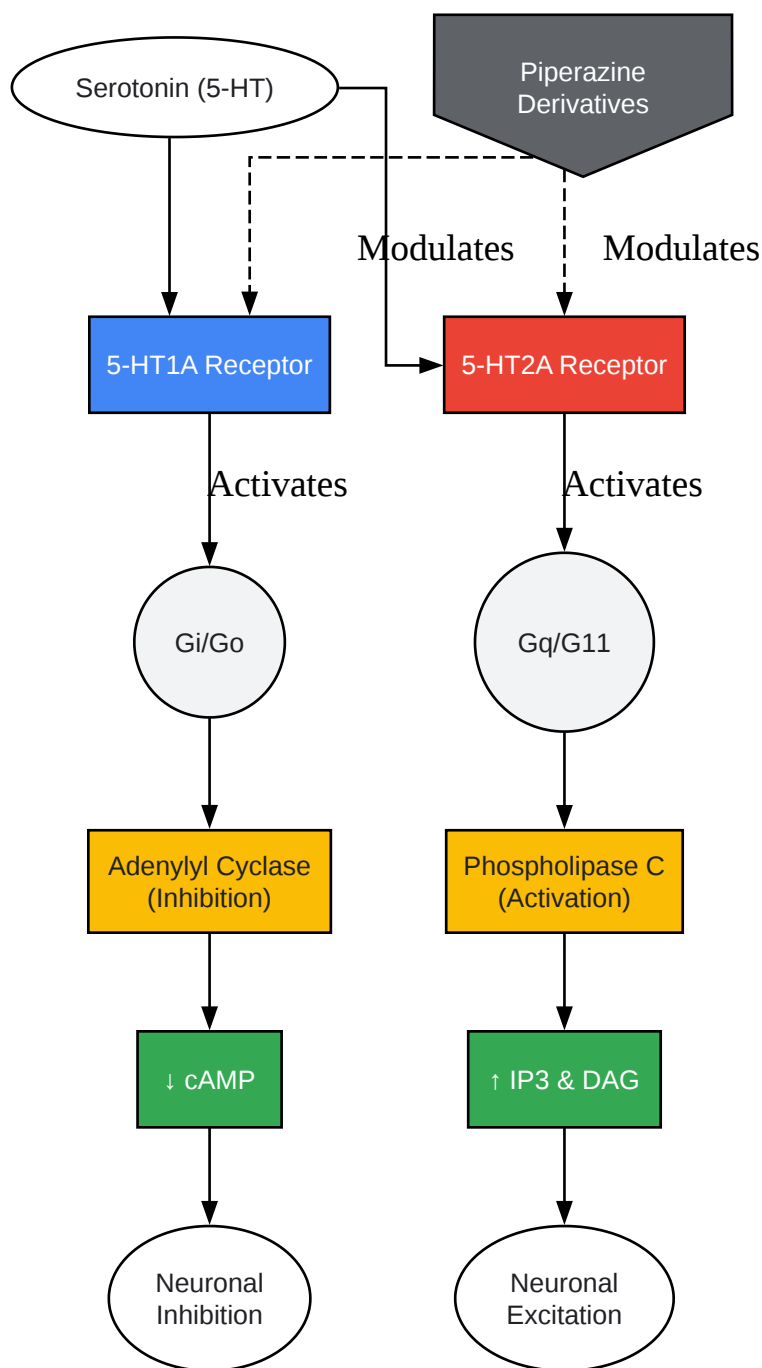 Serotonin (5-HT)
Piperazine
Derivatives
Modulates
Modulates
5-HT1A Receptor
5-HT2A Receptor
Activates
Activates
Gi/Go
Gq/G11
Adenylyl Cyclase
(Inhibition)
Phospholipase C
(Activation)
↓ cAMP
↑ IP3 & DAG
Neuronal
Inhibition
Neuronal
Excitation